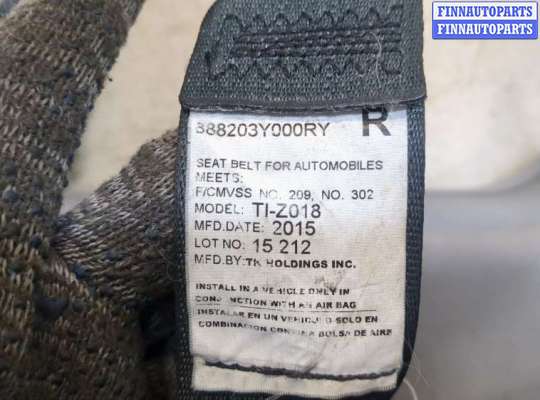 FINNAUTOPARTS
FINNAUTOPARTS
888203Y000RY R
SEAT BELT FOR AUTOMOBILES
MEETS:
F/CMVSS NO. 209, NO. 302
MODEL: TI-Z018
MFD.DATE: 2015
LOT NO: 15 212
MFD.BY:TK HOLDINGS INC.
INSTALL IN A VEHICLE ONLY IN
CONJUNCTION WITH AN AIR BAG
INSTALAR EN UN VEHICULO SOLO EN
COMBINACION CON UNA BOLSA DE AIRE